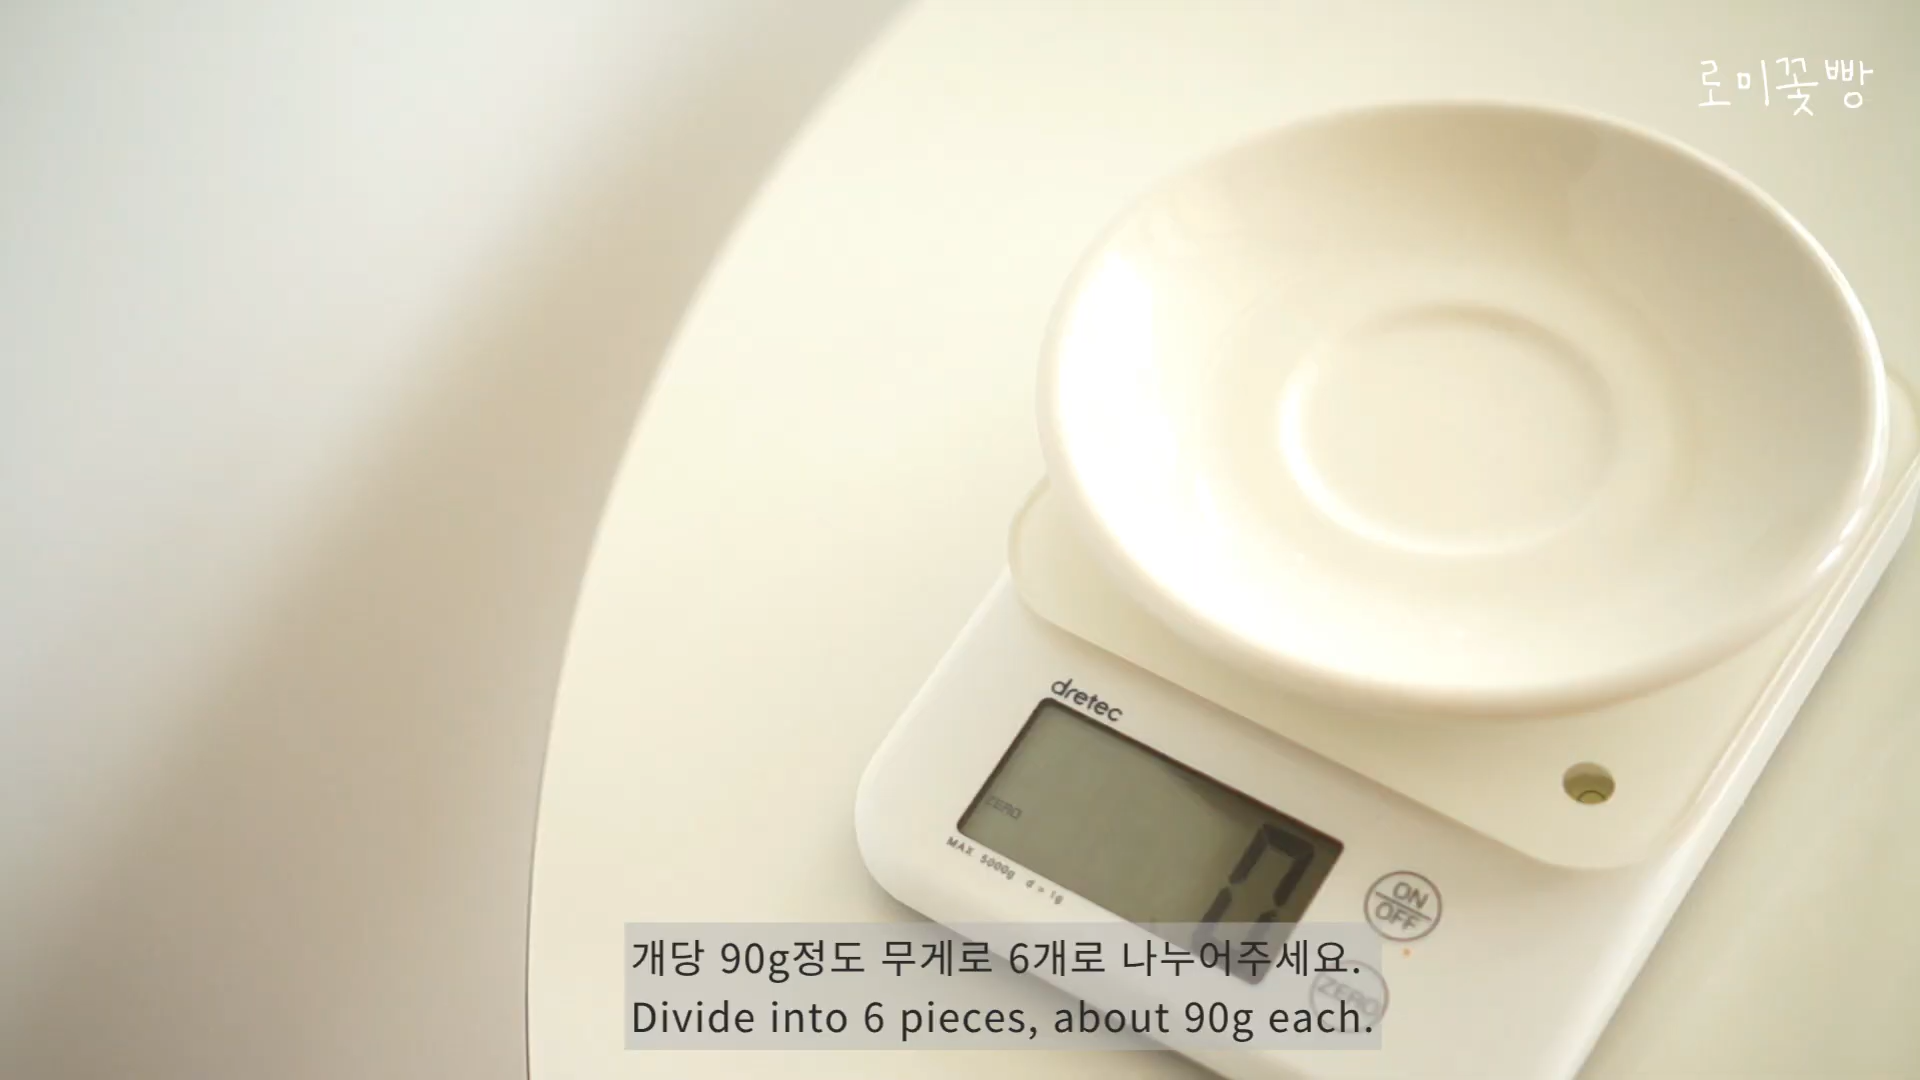 로미꽃빵
dretec
ZERO
0
MAX 5000g d=1g
ON
OFF
ZERO
개당 90g정도 무게로 6개로 나누어주세요.
Divide into 6 pieces, about 90g each.